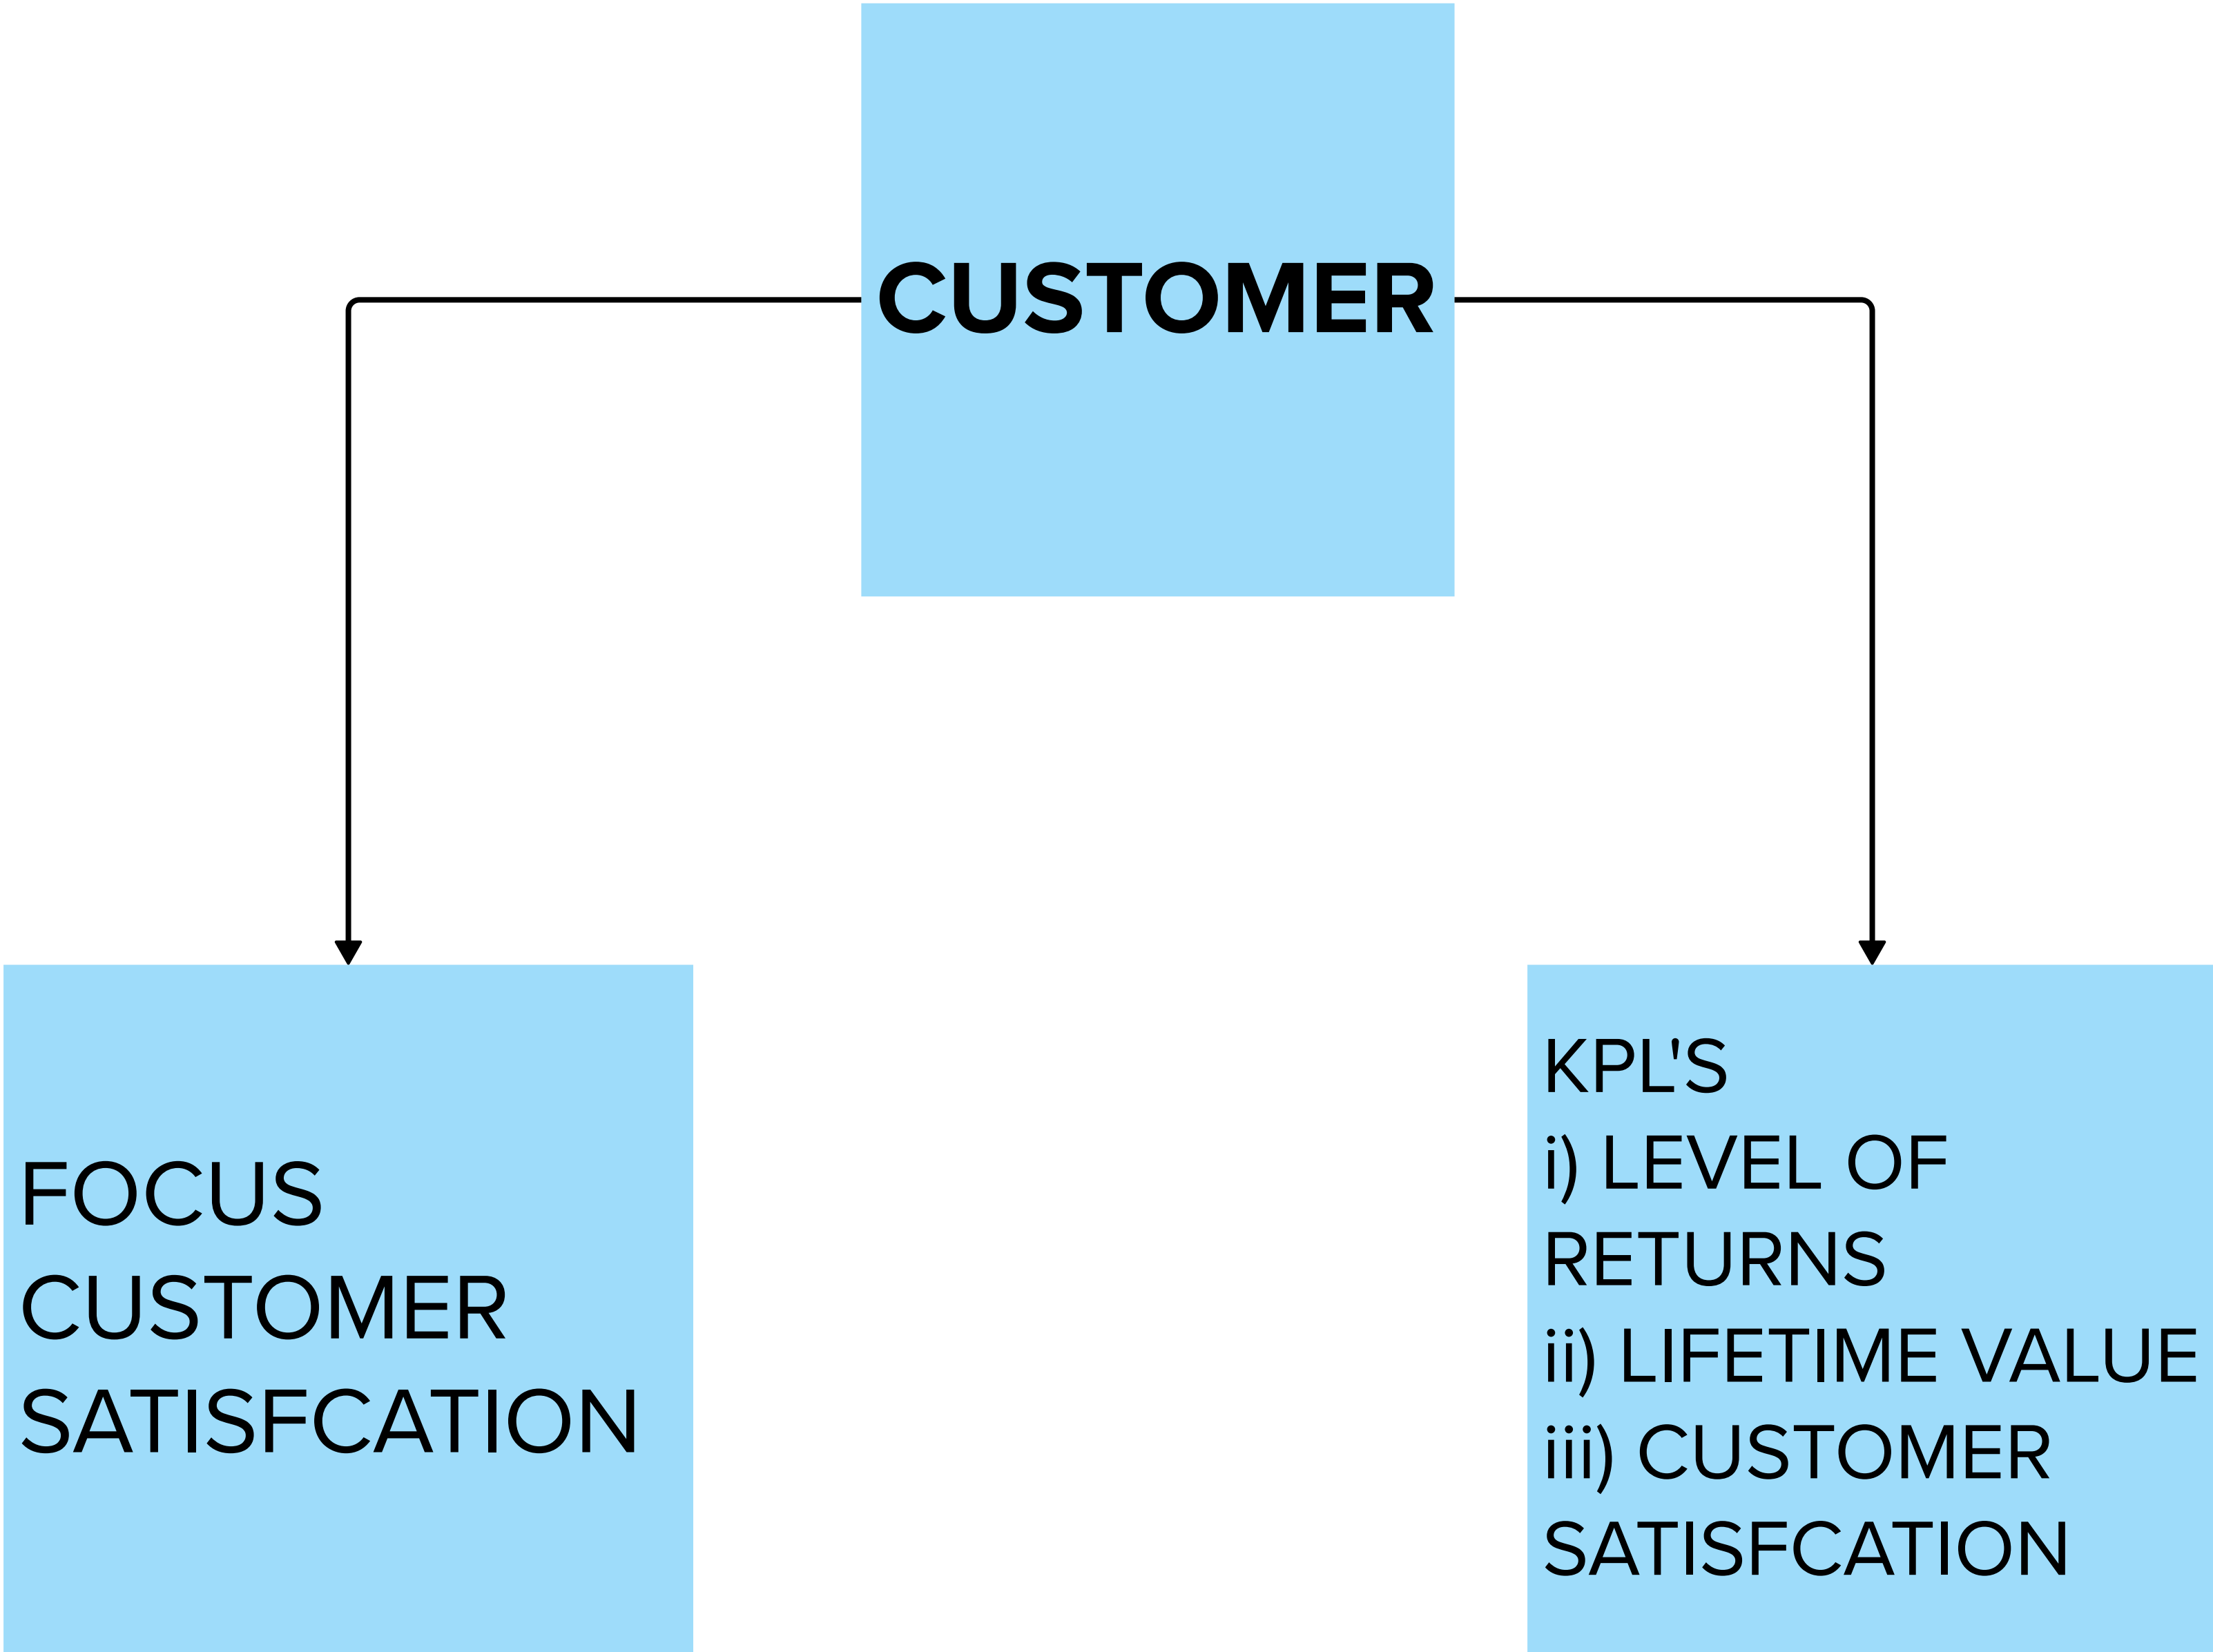 CUSTOMER
FOCUS
CUSTOMER
SATISFCATION
KPL'S
i) LEVEL OF
RETURNS
ii) LIFETIME VALUE
iii) CUSTOMER
SATISFCATION